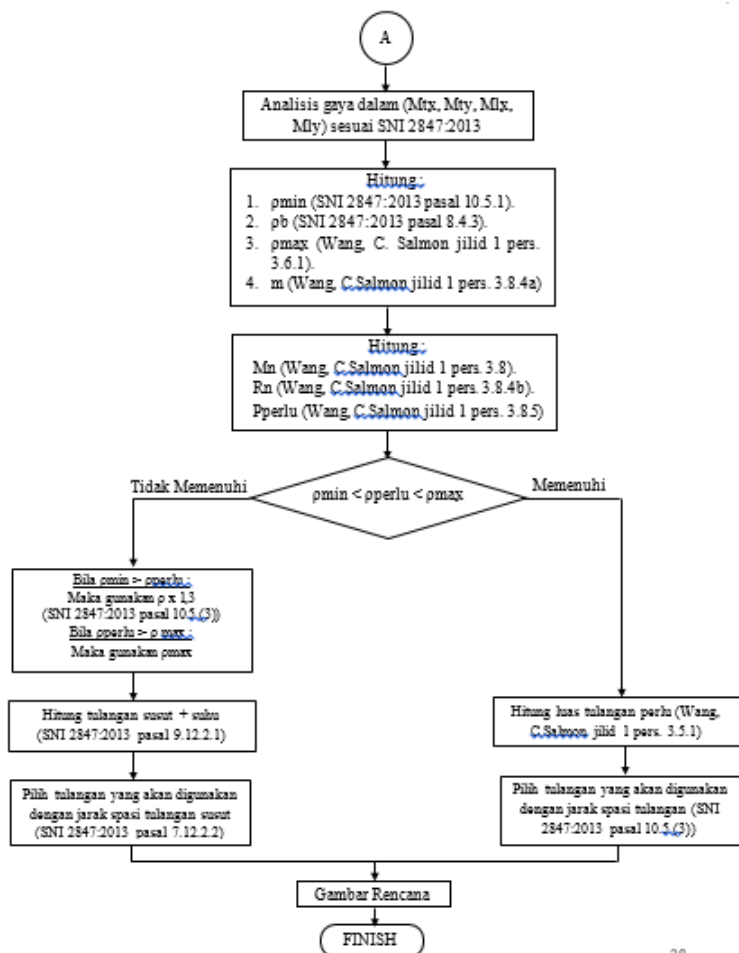 A
Analisis gaya dalam (Mtx, Mty, Mlx,
Mly) sesuai SNI 2847:2013
Hitung :
1. ρmin (SNI 2847:2013 pasal 10.5.1).
2. ρb (SNI 2847:2013 pasal 8.4.3).
3. ρmax (Wang, C. Salmon jilid 1 pers.
3.6.1).
4. m (Wang, C.Salmon jilid 1 pers. 3.8.4a)
Hitung :
Mn (Wang, C.Salmon jilid 1 pers. 3.8).
Rn (Wang, C.Salmon jilid 1 pers. 3.8.4b).
Pperlu (Wang, C.Salmon jilid 1 pers. 3.8.5)
Tidak Memenuhi
ρmin < ρperlu < ρmax
Memenuhi
Bila ρmin > ρperlu :
Maka gunakan ρ x 1,3
(SNI 2847:2013 pasal 10.5.(3))
Bila ρperlu > ρ max :
Maka gunakan ρmax
Hitung tulangan susut + suhu
(SNI 2847:2013 pasal 9.12.2.1)
Hitung luas tulangan perlu (Wang,
C.Salmon jilid 1 pers. 3.5.1)
Pilih tulangan yang akan digunakan
dengan jarak spasi tulangan susut
(SNI 2847:2013 pasal 7.12.2.2)
Pilih tulangan yang akan digunakan
dengan jarak spasi tulangan (SNI
2847:2013 pasal 10.5.(3))
Gambar Rencana
FINISH